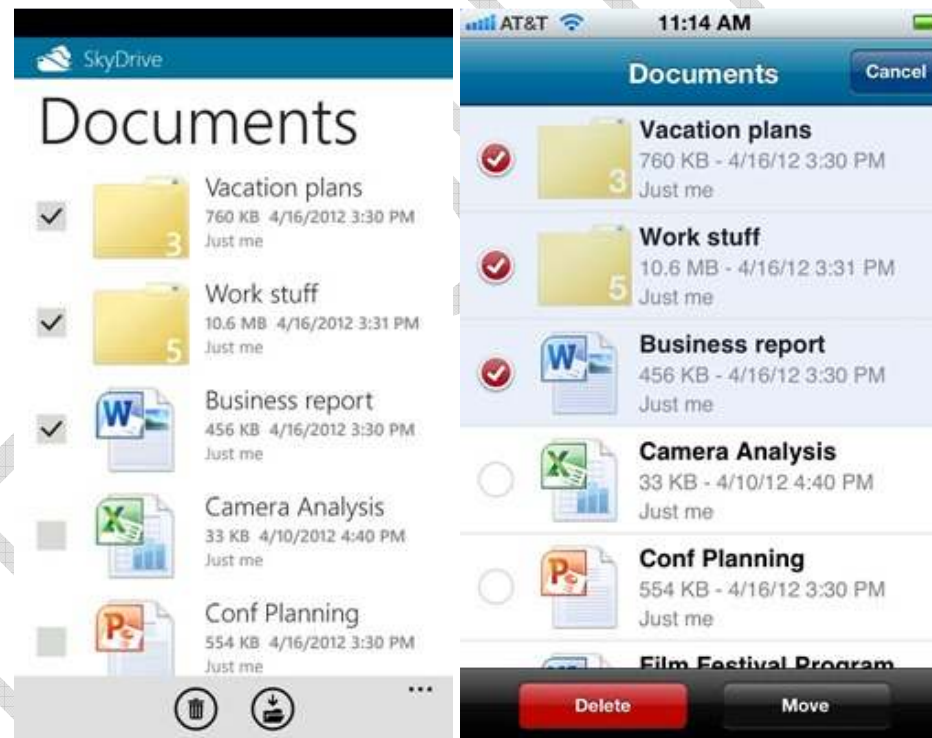 SkyDrive
Documents
3
Vacation plans
760 KB 4/16/2012 3:30 PM
Just me
5
Work stuff
10.6 MB 4/16/2012 3:31 PM
Just me
W
Business report
456 KB 4/16/2012 3:30 PM
Just me
X
Camera Analysis
33 KB 4/10/2012 4:40 PM
Just me
P
Conf Planning
554 KB 4/16/2012 3:30 PM
Just me
...
AT&T 11:14 AM
Documents Cancel
3
Vacation plans
760 KB - 4/16/12 3:30 PM
Just me
5
Work stuff
10.6 MB - 4/16/12 3:31 PM
Just me
W
Business report
456 KB - 4/16/12 3:30 PM
Just me
X
Camera Analysis
33 KB - 4/10/12 4:40 PM
Just me
P
Conf Planning
554 KB - 4/16/12 3:30 PM
Just me
Film Festival Program
Delete Move